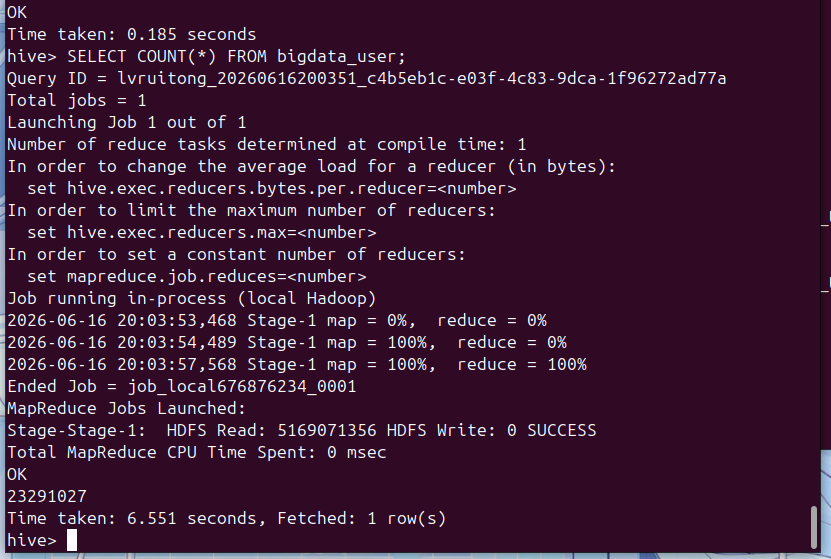 OK
Time taken: 0.185 seconds
hive> SELECT COUNT(*) FROM bigdata_user;
Query ID = lvruitong_20260616200351_c4b5eb1c-e03f-4c83-9dca-1f96272ad77a
Total jobs = 1
Launching Job 1 out of 1
Number of reduce tasks determined at compile time: 1
In order to change the average load for a reducer (in bytes):
  set hive.exec.reducers.bytes.per.reducer=<number>
In order to limit the maximum number of reducers:
  set hive.exec.reducers.max=<number>
In order to set a constant number of reducers:
  set mapreduce.job.reduces=<number>
Job running in-process (local Hadoop)
2026-06-16 20:03:53,468 Stage-1 map = 0%,  reduce = 0%
2026-06-16 20:03:54,489 Stage-1 map = 100%,  reduce = 0%
2026-06-16 20:03:57,568 Stage-1 map = 100%,  reduce = 100%
Ended Job = job_local676876234_0001
MapReduce Jobs Launched:
Stage-Stage-1:  HDFS Read: 5169071356 HDFS Write: 0 SUCCESS
Total MapReduce CPU Time Spent: 0 msec
OK
23291027
Time taken: 6.551 seconds, Fetched: 1 row(s)
hive>